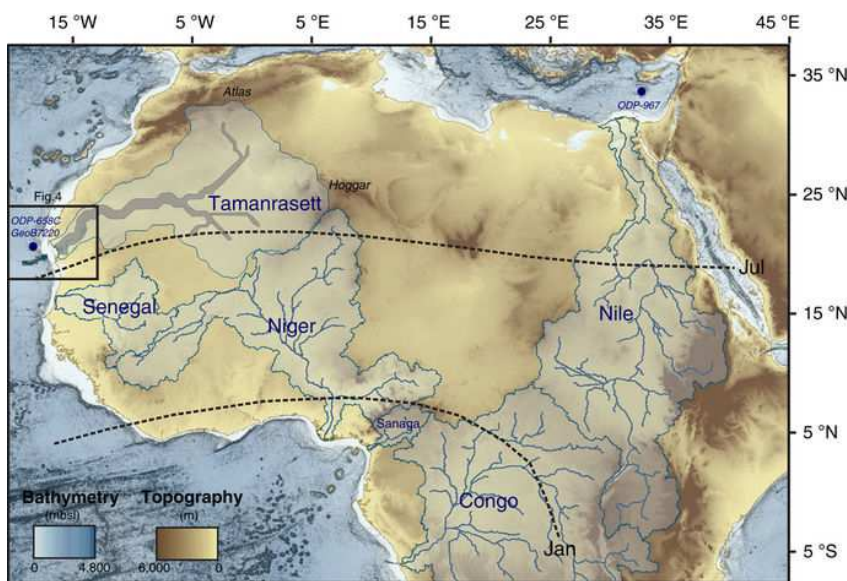 15 °W 5 °W 5 °E 15 °E 25 °E 35 °E 45 °E
35 °N
ODP-967
Atlas
Hoggar
25 °N
Fig.4
Tamanrasett
ODP-658C
GeoB7220
Jul
Senegal
Niger
Nile
15 °N
Sanaga
5 °N
Congo
Jan
5 °S
Bathymetry
(mbsl)
0 4,800
Topography
(m)
6,000 0